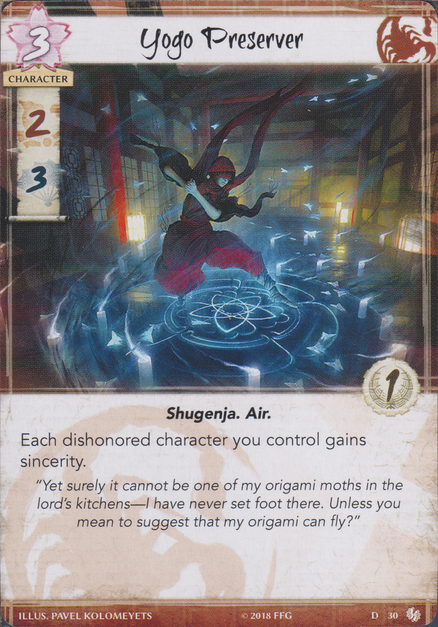 3
Yogo Preserver
CHARACTER
2
3
1
Shugenja. Air.
Each dishonored character you control gains
sincerity.
“Yet surely it cannot be one of my origami moths in the
lord’s kitchens—I have never set foot there. Unless you
mean to suggest that my origami can fly?”
ILLUS. PAVEL KOLOMEYETS © 2018 FFG D 30